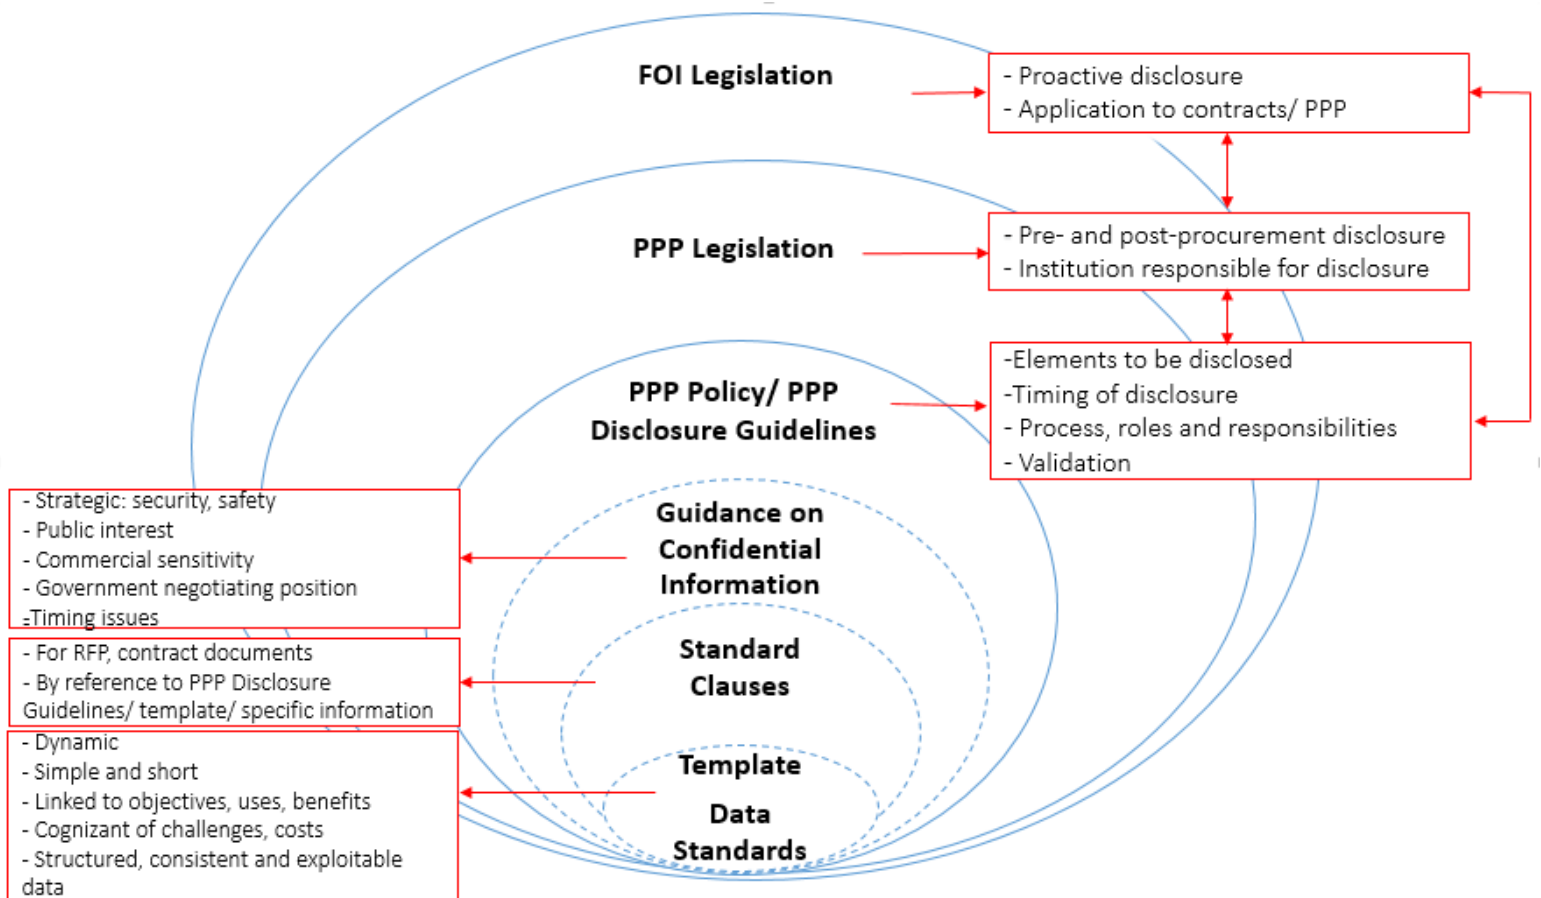 FOI Legislation
- Proactive disclosure
- Application to contracts/ PPP
PPP Legislation
- Pre- and post-procurement disclosure
- Institution responsible for disclosure
PPP Policy/ PPP
Disclosure Guidelines
-Elements to be disclosed
-Timing of disclosure
- Process, roles and responsibilities
- Validation
Guidance on
Confidential
Information
- Strategic: security, safety
- Public interest
- Commercial sensitivity
- Government negotiating position
-Timing issues
Standard
Clauses
- For RFP, contract documents
- By reference to PPP Disclosure
Guidelines/ template/ specific information
Template
Data
Standards
- Dynamic
- Simple and short
- Linked to objectives, uses, benefits
- Cognizant of challenges, costs
- Structured, consistent and exploitable
data